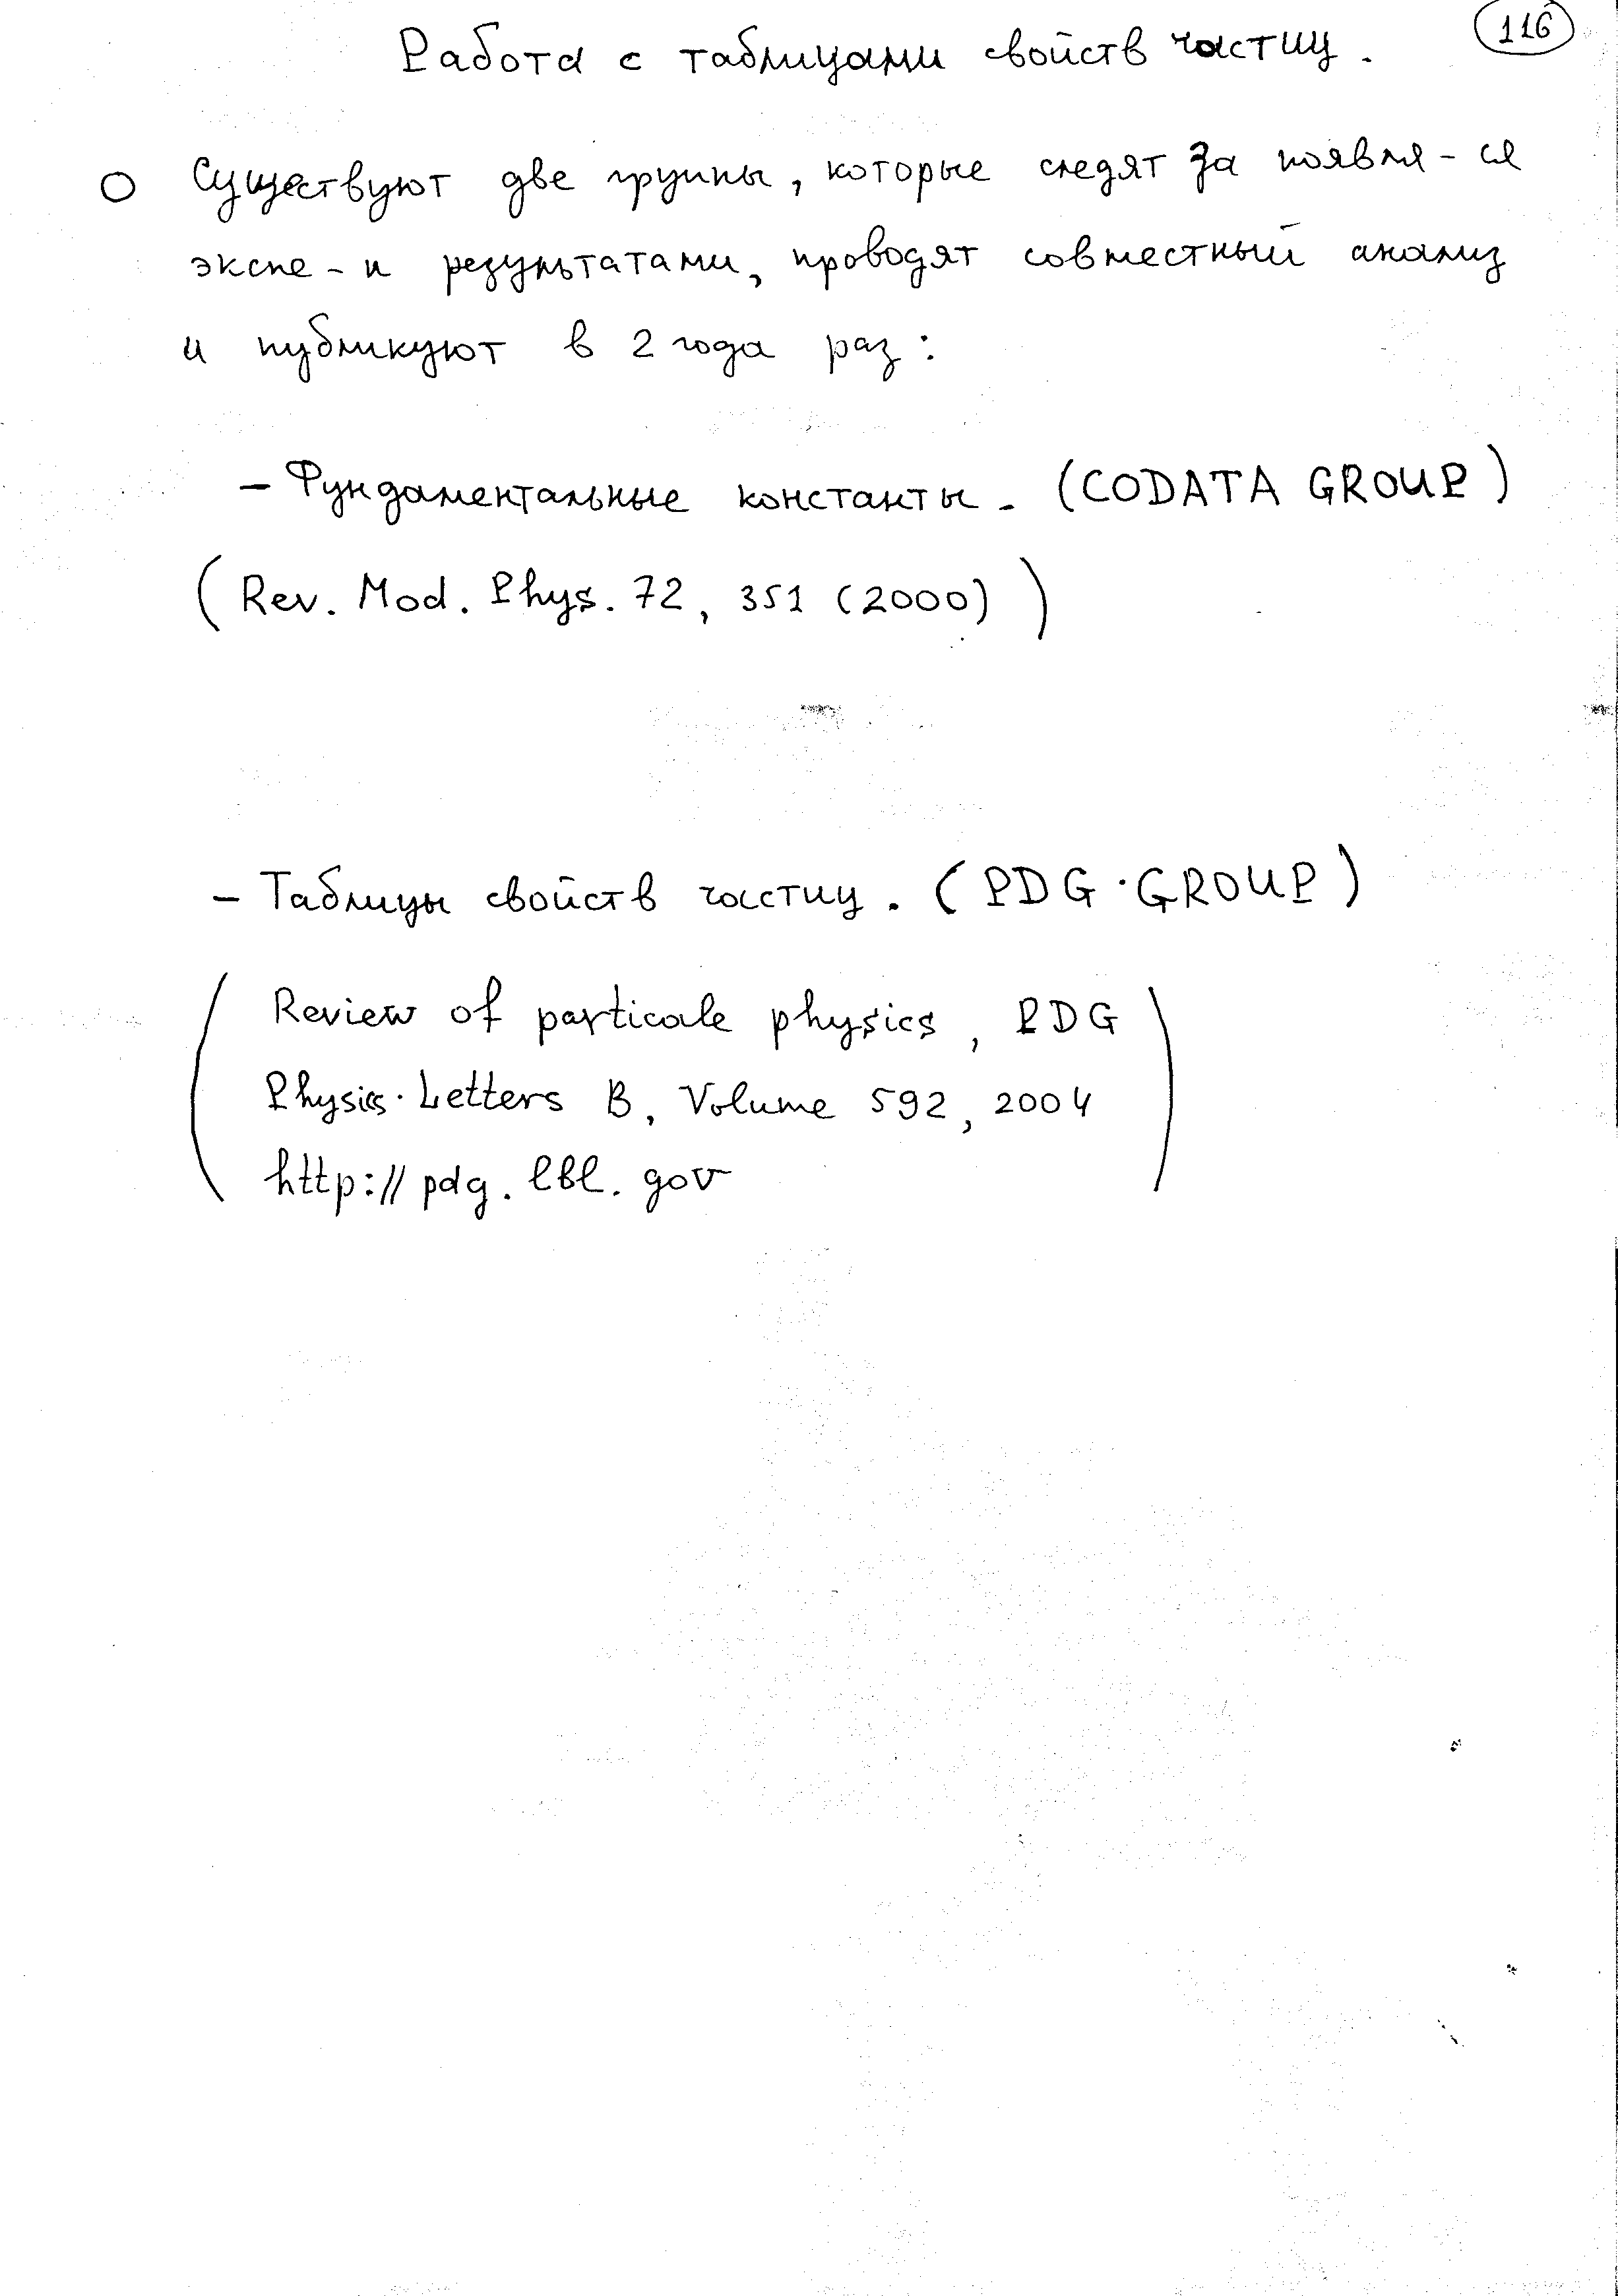 116
Работа с таблицами свойств частиц.
О Существуют две группы, которые следят за появля-ся
экспе-и результатами, проводят совместный анализ
и публикуют в 2 года раз:
- Фундаментальные константы. (CODATA GROUP)
(Rev. Mod. Phys. 72, 351 (2000))
- Таблицы свойств частиц. (PDG·GROUP)
Review of particale physics, PDG
Physics·Letters B, Volume 592, 2004
http://pdg.lbl.gov